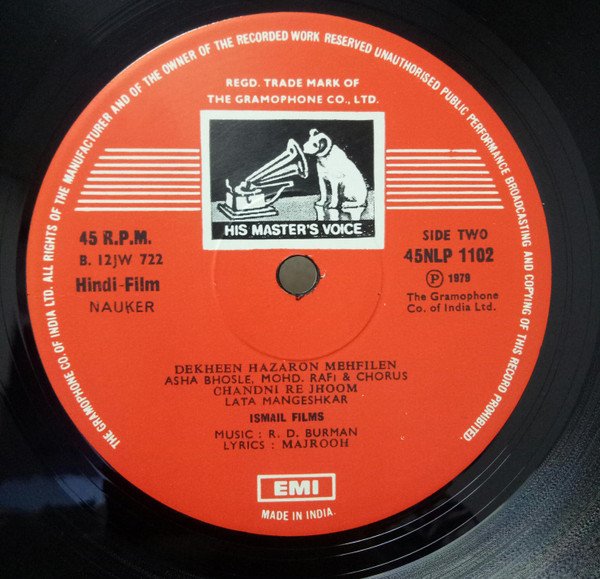 THE GRAMOPHONE CO. OF INDIA LTD. ALL RIGHTS OF THE MANUFACTURER AND OF THE OWNER OF THE RECORDED WORK RESERVED UNAUTHORISED PUBLIC PERFORMANCE BROADCASTING AND COPYING OF THIS RECORD PROHIBITED.
REGD. TRADE MARK OF
THE GRAMOPHONE CO., LTD.
HIS MASTER'S VOICE
45 R.P.M.
B. 12JW 722
Hindi-Film
NAUKER
SIDE TWO
45NLP 1102
Ⓟ 1979
The Gramophone
Co. of India Ltd.
DEKHEEN HAZARON MEHFILEN
ASHA BHOSLE, MOHD. RAFI & CHORUS
CHANDNI RE JHOOM
LATA MANGESHKAR
ISMAIL FILMS
MUSIC : R. D. BURMAN
LYRICS : MAJROOH
EMI
MADE IN INDIA.